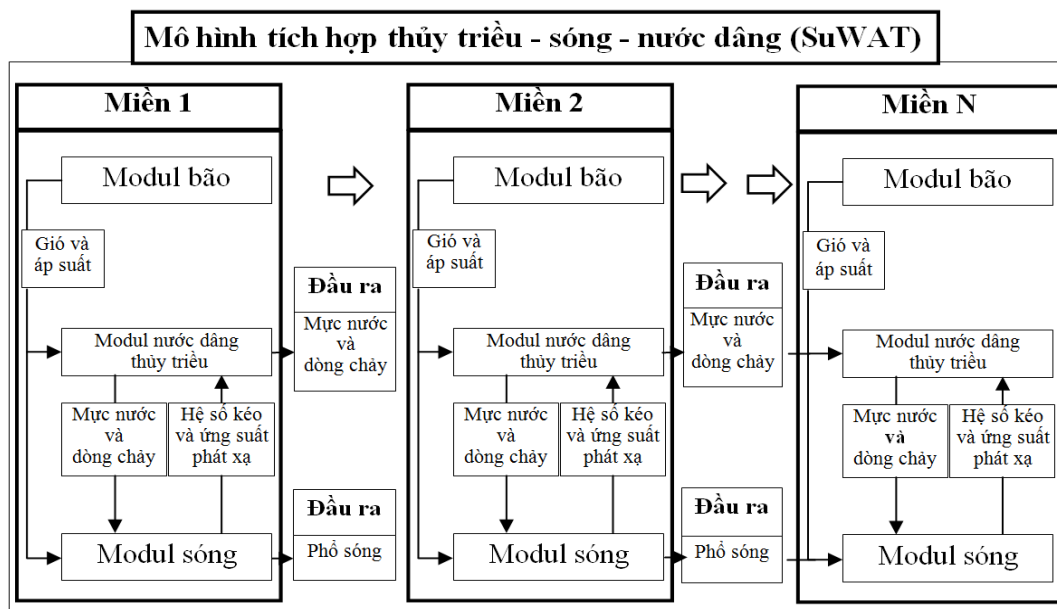 Mô hình tích hợp thủy triều - sóng - nước dâng (SuWAT)
Miền 1
Modul bão
Gió và
áp suất
Modul nước dâng
thủy triều
Mực nước
và
dòng chảy
Hệ số kéo
và ứng suất
phát xạ
Modul sóng
Đầu ra
Mực nước
và
dòng chảy
Đầu ra
Phổ sóng
Miền 2
Modul bão
Gió và
áp suất
Modul nước dâng
thủy triều
Mực nước
và
dòng chảy
Hệ số kéo
và ứng suất
phát xạ
Modul sóng
Đầu ra
Mực nước
và
dòng chảy
Đầu ra
Phổ sóng
Miền N
Modul bão
Gió và
áp suất
Modul nước dâng
thủy triều
Mực nước
và
dòng chảy
Hệ số kéo
và ứng suất
phát xạ
Modul sóng